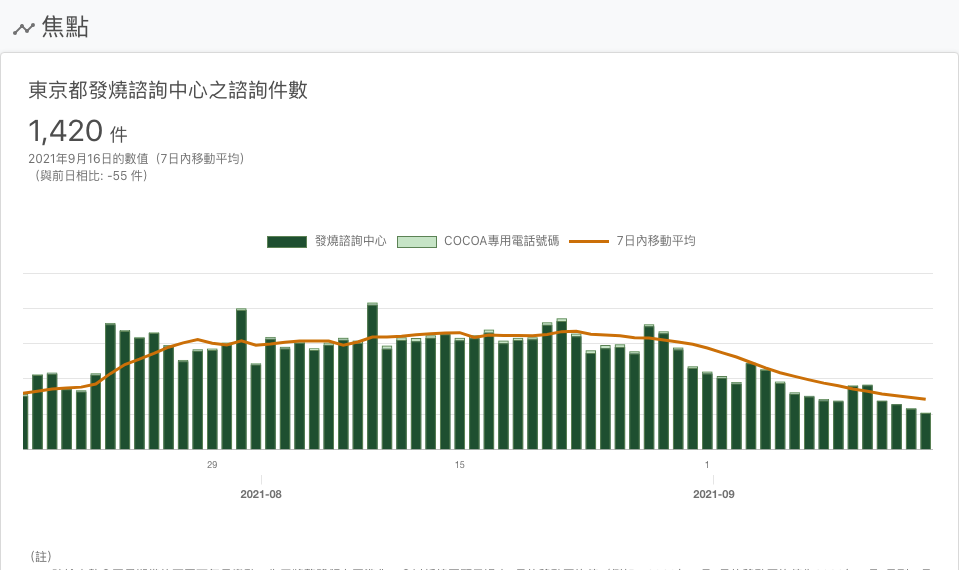 焦點
東京都發燒諮詢中心之諮詢件數
1,420 件
2021年9月16日的數值（7日內移動平均）
（與前日相比: -55 件）
發燒諮詢中心 COCOA專用電話號碼 7日內移動平均
29 15 1
2021-08 2021-09
（註）